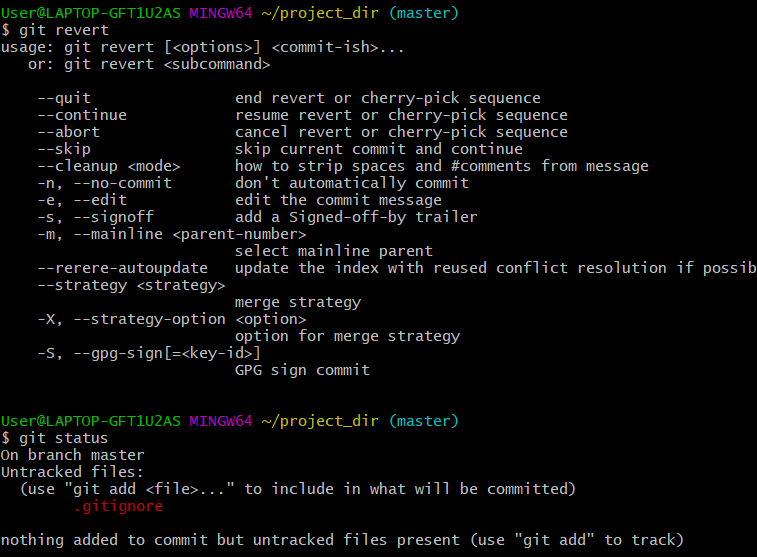 User@LAPTOP-GFT1U2AS MINGW64 ~/project_dir (master)
$ git revert
usage: git revert [<options>] <commit-ish>...
   or: git revert <subcommand>

    --quit                end revert or cherry-pick sequence
    --continue            resume revert or cherry-pick sequence
    --abort               cancel revert or cherry-pick sequence
    --skip                skip current commit and continue
    --cleanup <mode>      how to strip spaces and #comments from message
    -n, --no-commit       don't automatically commit
    -e, --edit            edit the commit message
    -s, --signoff         add a Signed-off-by trailer
    -m, --mainline <parent-number>
                          select mainline parent
    --rerere-autoupdate   update the index with reused conflict resolution if possib
    --strategy <strategy>
                          merge strategy
    -X, --strategy-option <option>
                          option for merge strategy
    -S, --gpg-sign[=<key-id>]
                          GPG sign commit

User@LAPTOP-GFT1U2AS MINGW64 ~/project_dir (master)
$ git status
On branch master
Untracked files:
  (use "git add <file>..." to include in what will be committed)
        .gitignore

nothing added to commit but untracked files present (use "git add" to track)